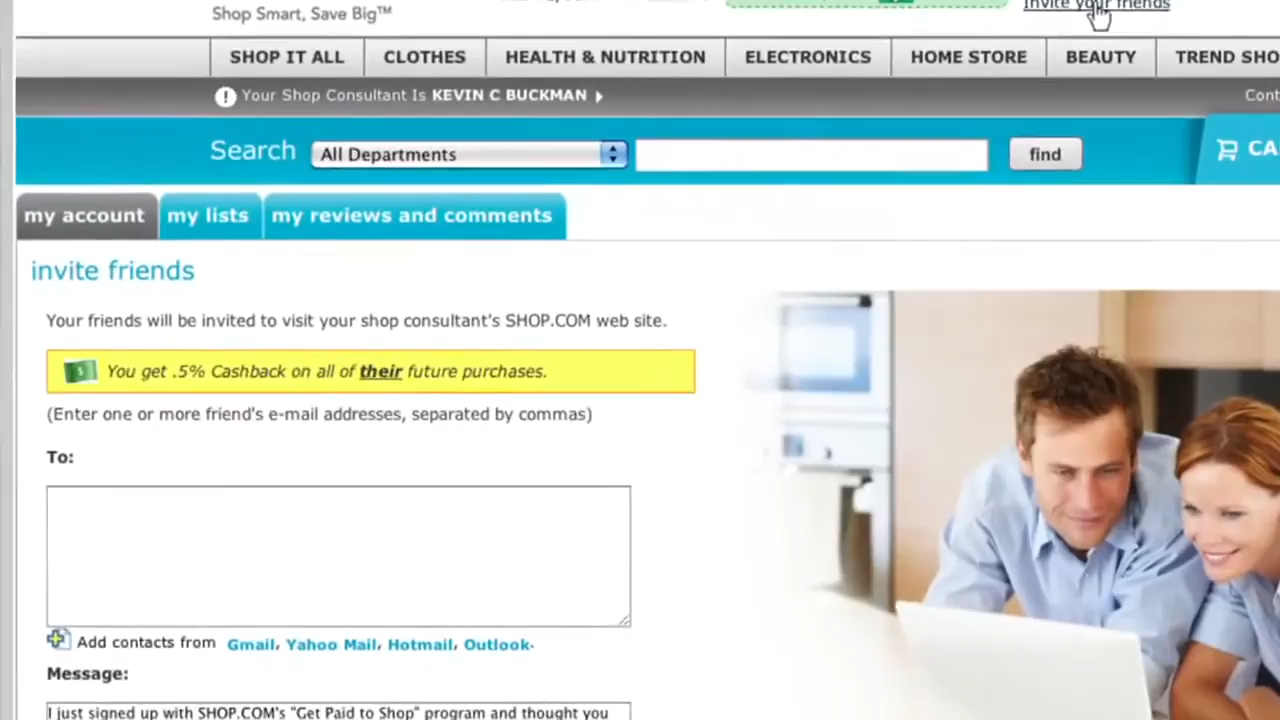 Invite your friends
Shop Smart, Save Big™
SHOP IT ALL CLOTHES HEALTH & NUTRITION ELECTRONICS HOME STORE BEAUTY TREND SHO
! Your Shop Consultant Is KEVIN C BUCKMAN
Cont
Search All Departments find CA
my account my lists my reviews and comments
invite friends
Your friends will be invited to visit your shop consultant's SHOP.COM web site.
You get .5% Cashback on all of their future purchases.
(Enter one or more friend's e-mail addresses, separated by commas)
To:
Add contacts from Gmail, Yahoo Mail, Hotmail, Outlook.
Message:
I just signed up with SHOP.COM's "Get Paid to Shop" program and thought you